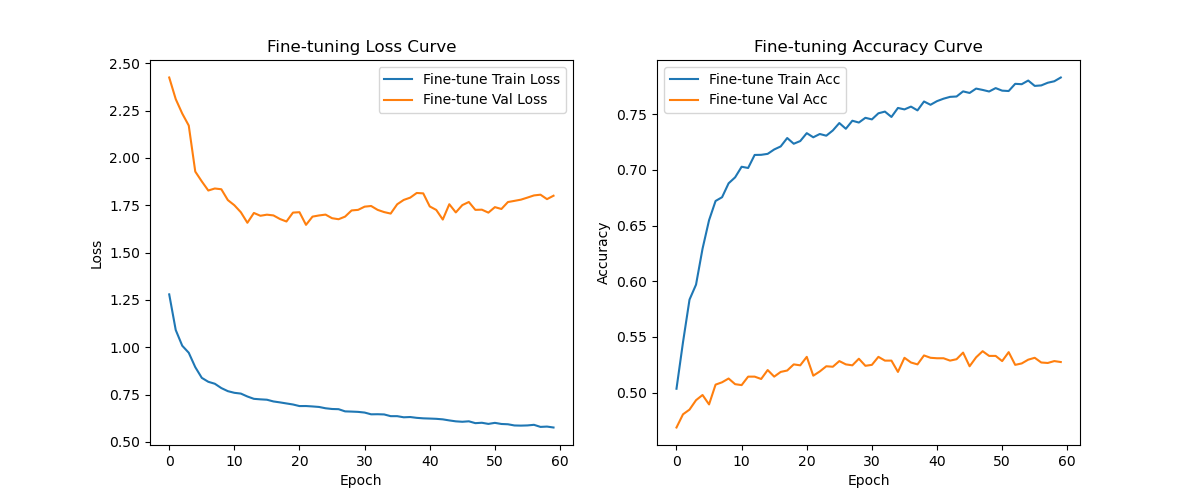 Fine-tuning Loss Curve
2.50
2.25
2.00
1.75
1.50
1.25
1.00
0.75
0.50
Loss
Fine-tune Train Loss
Fine-tune Val Loss
0 10 20 30 40 50 60
Epoch
Fine-tuning Accuracy Curve
0.75
0.70
0.65
0.60
0.55
0.50
Accuracy
Fine-tune Train Acc
Fine-tune Val Acc
0 10 20 30 40 50 60
Epoch